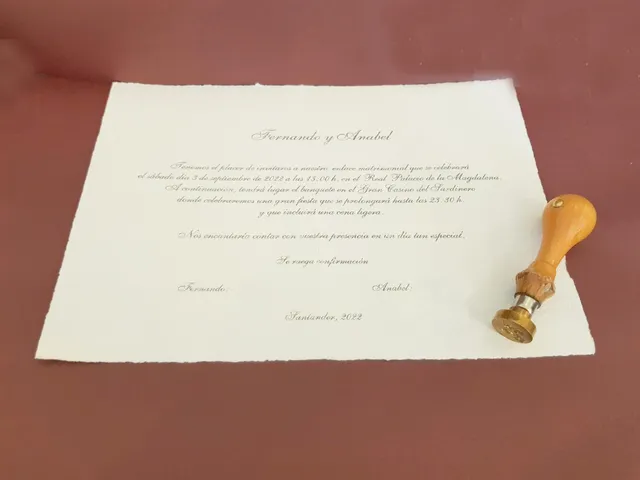 Fernando y Anabel
Tenemos el placer de invitaros a nuestro enlace matrimonial que se celebrará
el sábado día 3 de septiembre de 2022 a las 13.00 h. en el Real Palacio de la Magdalena.
A continuación, tendrá lugar el banquete en el Gran Casino del Sardinero
donde celebraremos una gran fiesta que se prolongará hasta las 23:30 h.
y que incluirá una cena ligera.
Nos encantaría contar con vuestra presencia en un día tan especial.
Se ruega confirmación
Fernando Anabel
Santander, 2022